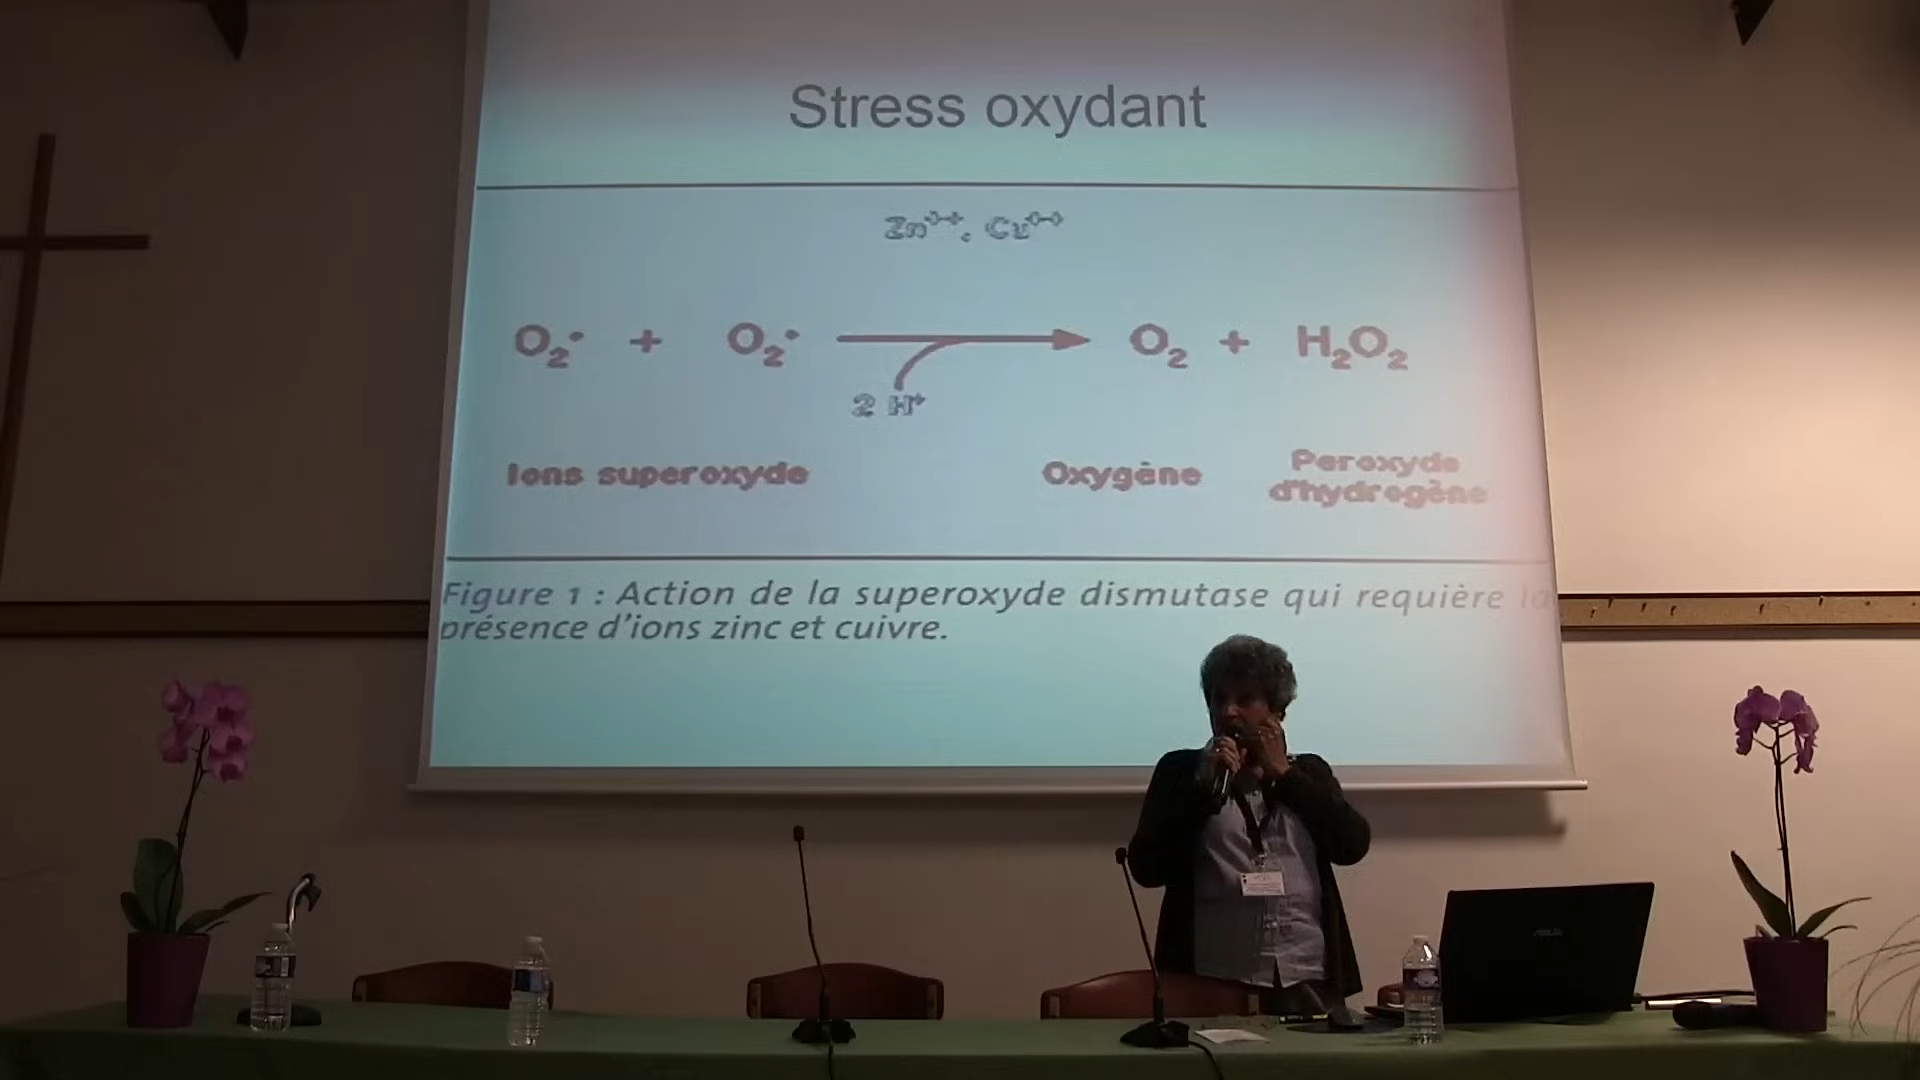 Stress oxydant
Zn++, Cu++
O2• + O2• O2 + H2O2
2 H+
Ions superoxyde Oxygène Peroxyde d'hydrogène
Figure 1 : Action de la superoxyde dismutase qui requière la
présence d'ions zinc et cuivre.
ASUS